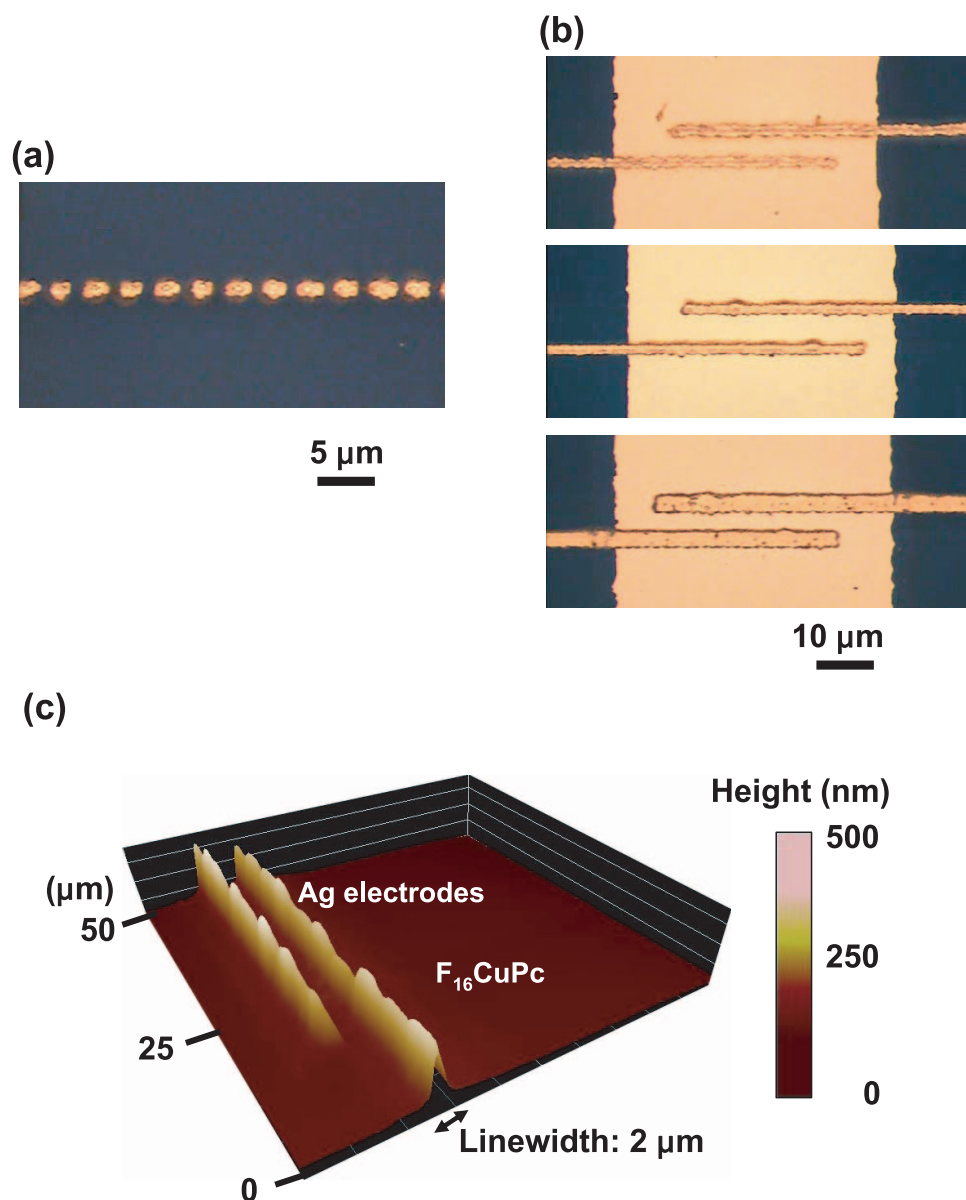 (a)
5 μm
(b)
10 μm
(c)
(μm)
50
25
0
Ag electrodes
F₁₆CuPc
Linewidth: 2 μm
Height (nm)
500
250
0